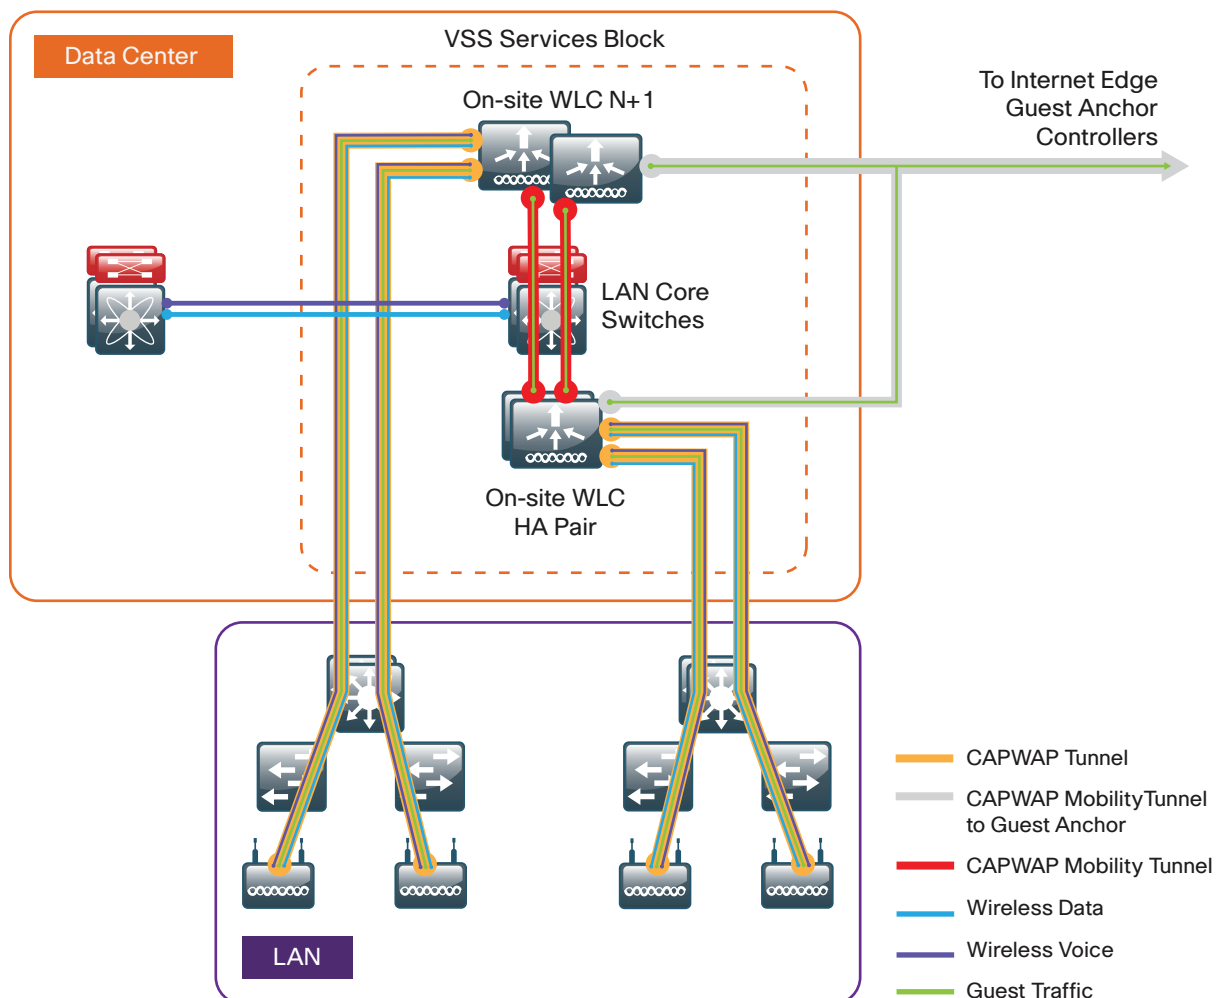 VSS Services Block
Data Center
On-site WLC N+1
To Internet Edge
Guest Anchor
Controllers
LAN Core
Switches
On-site WLC
HA Pair
CAPWAP Tunnel
CAPWAP MobilityTunnel
to Guest Anchor
CAPWAP Mobility Tunnel
Wireless Data
Wireless Voice
Guest Traffic
LAN